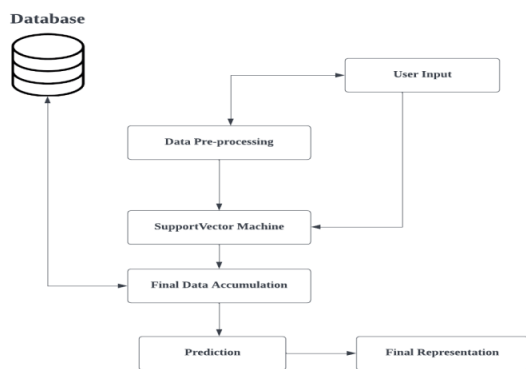 Database
User Input
Data Pre-processing
SupportVector Machine
Final Data Accumulation
Prediction
Final Representation